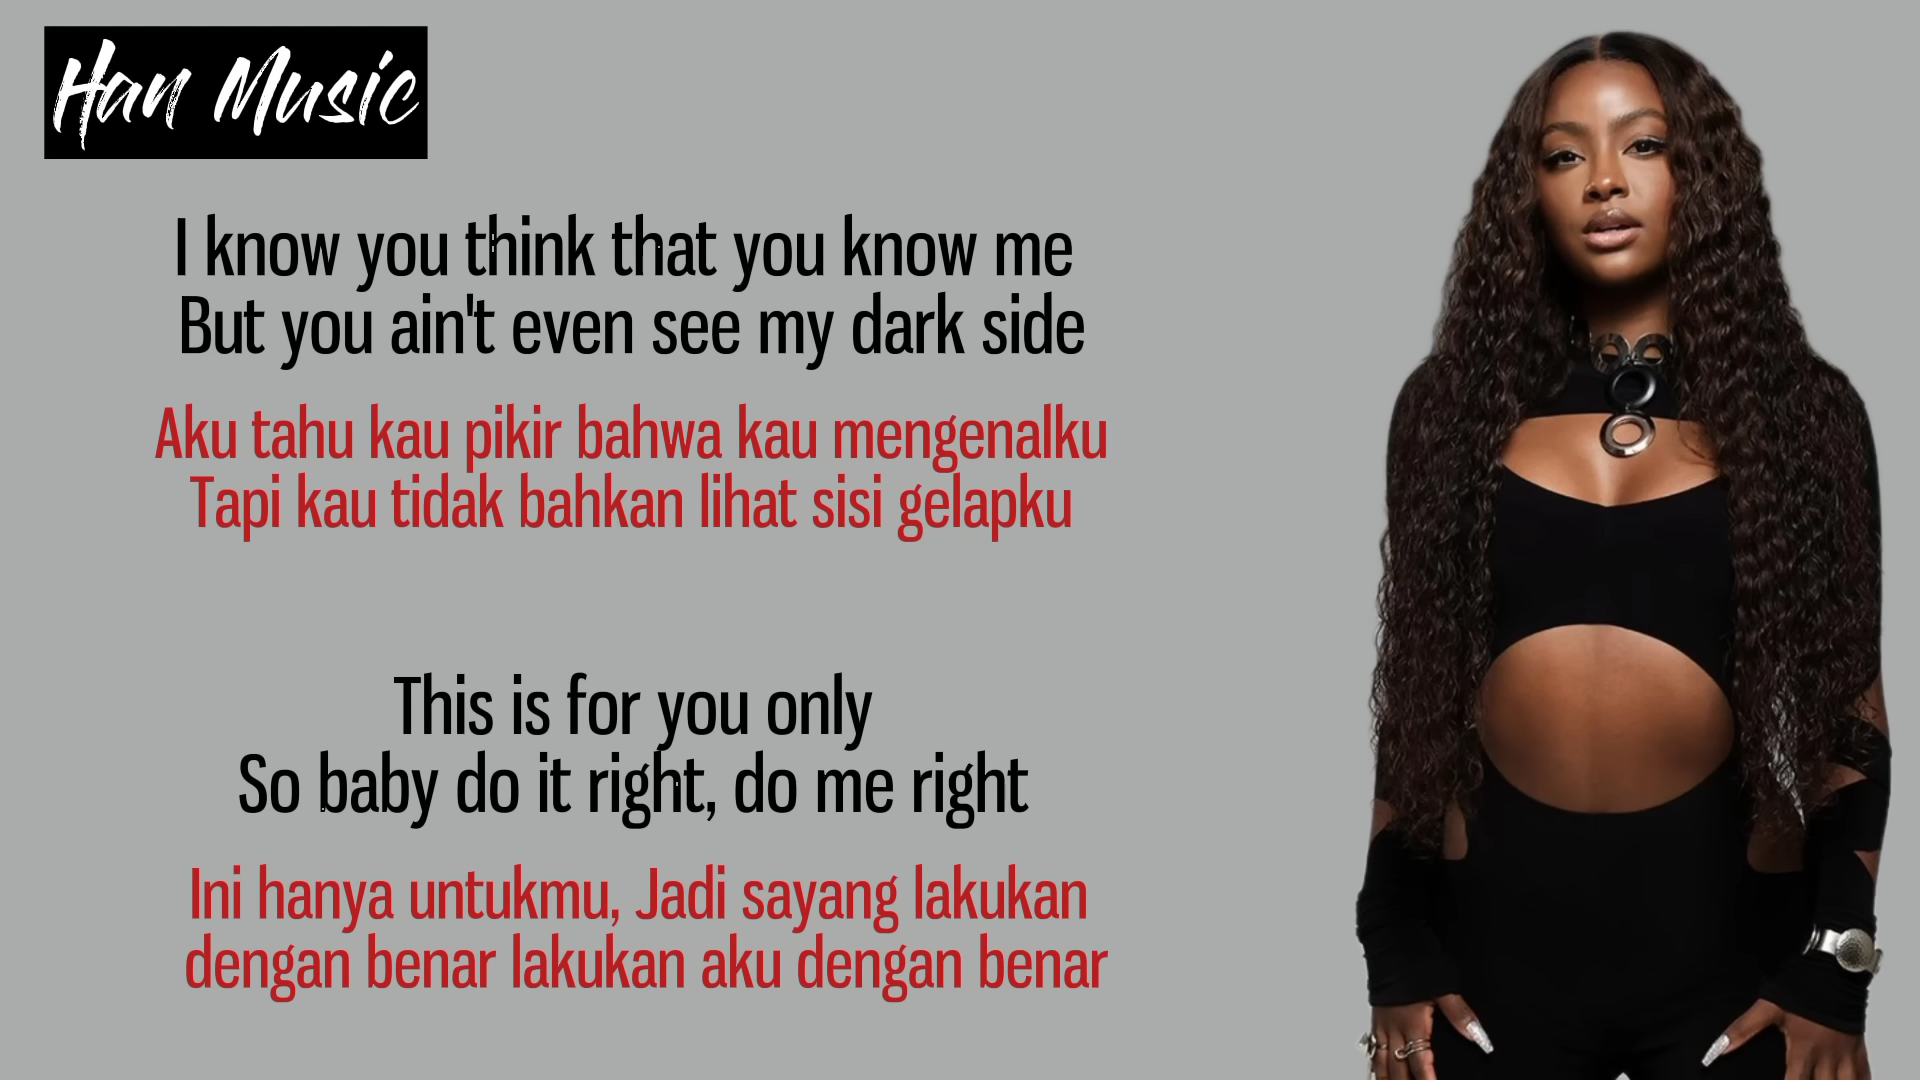 Han Music
I know you think that you know me
But you ain't even see my dark side
Aku tahu kau pikir bahwa kau mengenalku
Tapi kau tidak bahkan lihat sisi gelapku
This is for you only
So baby do it right, do me right
Ini hanya untukmu, Jadi sayang lakukan
dengan benar lakukan aku dengan benar